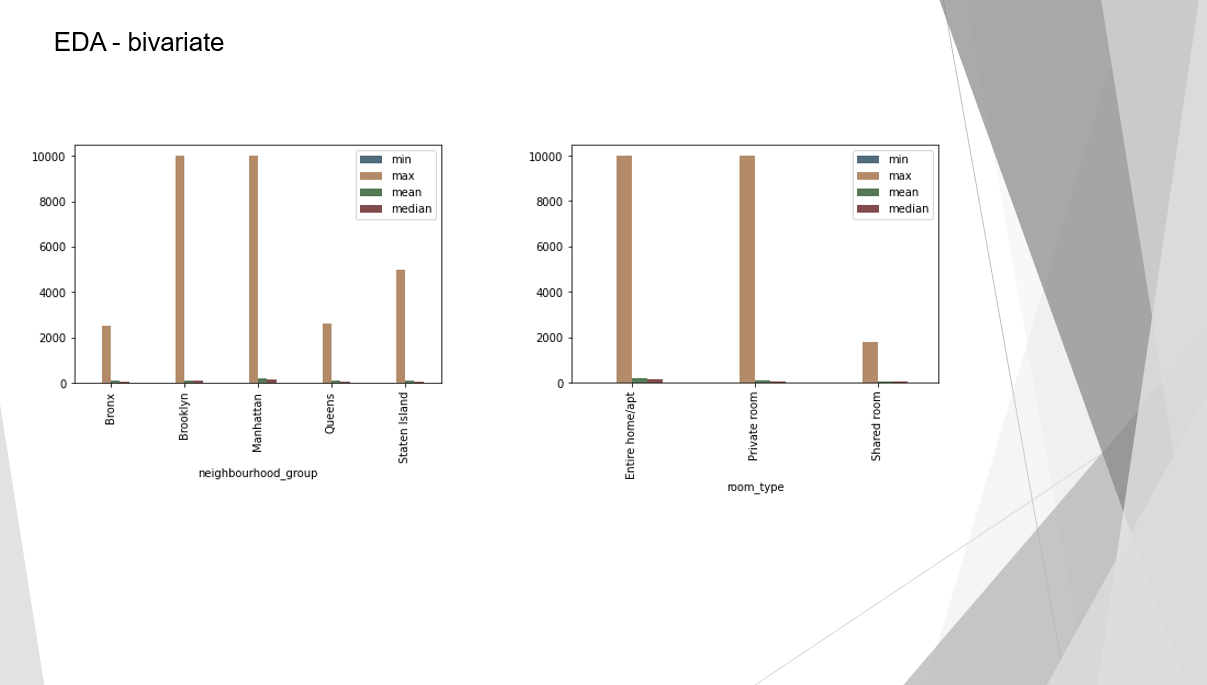 EDA - bivariate
10000
8000
6000
4000
2000
0
min
max
mean
median
Bronx
Brooklyn
Manhattan
Queens
Staten Island
neighbourhood_group
10000
8000
6000
4000
2000
0
min
max
mean
median
Entire home/apt
Private room
Shared room
room_type